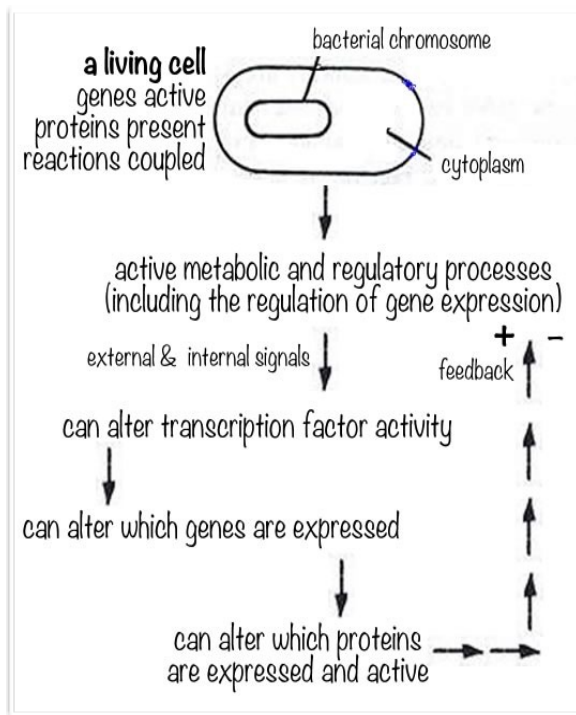 bacterial chromosome
a living cell
genes active
proteins present
reactions coupled
cytoplasm
active metabolic and regulatory processes
(including the regulation of gene expression)
+ –
external & internal signals
feedback
can alter transcription factor activity
can alter which genes are expressed
can alter which proteins
are expressed and active